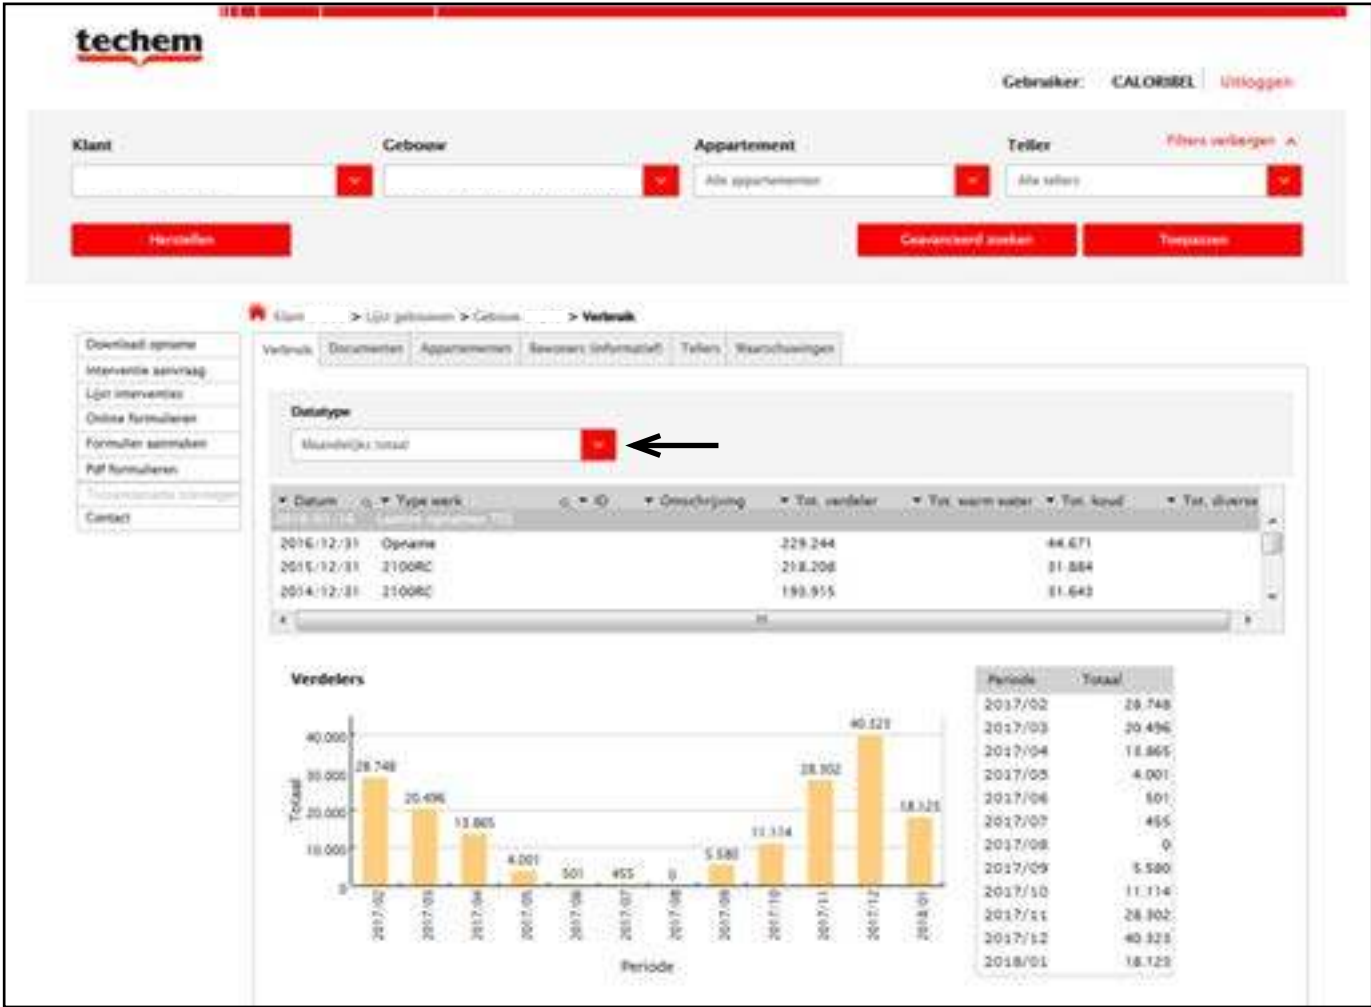 techem
Gebruiker: CALORIBEL Uitloggen
Klant Gebouw Appartement Teller Filters verbergen
Alle appartementen Alle tellers
Herstellen Geavanceerd zoeken Toepassen
Klant > Lijst gebouwen > Gebouw > Verbruik
Download opname
Interventie aanvraag
Lijst interventies
Online formulieren
Formulier aanmaken
Pdf formulieren
Contact
Verbruik Documenten Appartementen Bewoners (informatief) Tellers Waarschuwingen
Datatype
Maandelijks totaal
Datum Type werk ID Omschrijving Tot. verdeler Tot. warm water Tot. koud Tot. diverse
2016/12/31 Opname 229.244 44.671
2015/12/31 2100RC 218.208 31.884
2014/12/31 2100RC 193.915 31.643
Verdelers
Totaal
40.000
30.000
20.000
10.000
0
28.748 20.496 13.865 4.001 501 455 0 5.580 11.114 28.302 40.323 18.123
2017/02 2017/03 2017/04 2017/05 2017/06 2017/07 2017/08 2017/09 2017/10 2017/11 2017/12 2018/01
Periode
Periode Totaal
2017/02 28.748
2017/03 20.496
2017/04 13.865
2017/05 4.001
2017/06 501
2017/07 455
2017/08 0
2017/09 5.580
2017/10 11.114
2017/11 28.302
2017/12 40.323
2018/01 18.123